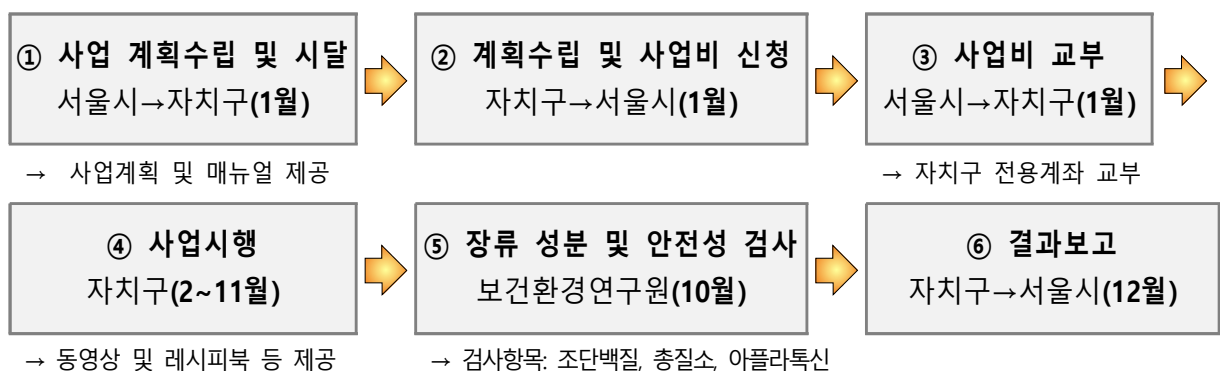 ① 사업 계획수립 및 시달
서울시→자치구(1월)
→ 사업계획 및 매뉴얼 제공
② 계획수립 및 사업비 신청
자치구→서울시(1월)
③ 사업비 교부
서울시→자치구(1월)
→ 자치구 전용계좌 교부
④ 사업시행
자치구(2~11월)
→ 동영상 및 레시피북 등 제공
⑤ 장류 성분 및 안전성 검사
보건환경연구원(10월)
→ 검사항목: 조단백질, 총질소, 아플라톡신
⑥ 결과보고
자치구→서울시(12월)